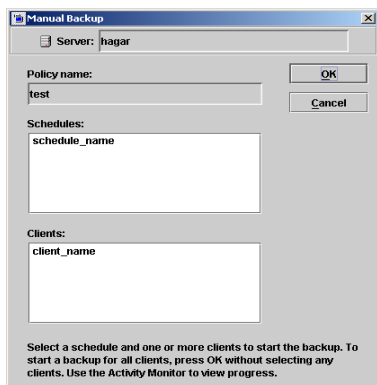 Manual Backup
Server: hagar
Policy name:
OK
test
Cancel
Schedules:
schedule_name
Clients:
client_name
Select a schedule and one or more clients to start the backup. To
start a backup for all clients, press OK without selecting any
clients. Use the Activity Monitor to view progress.